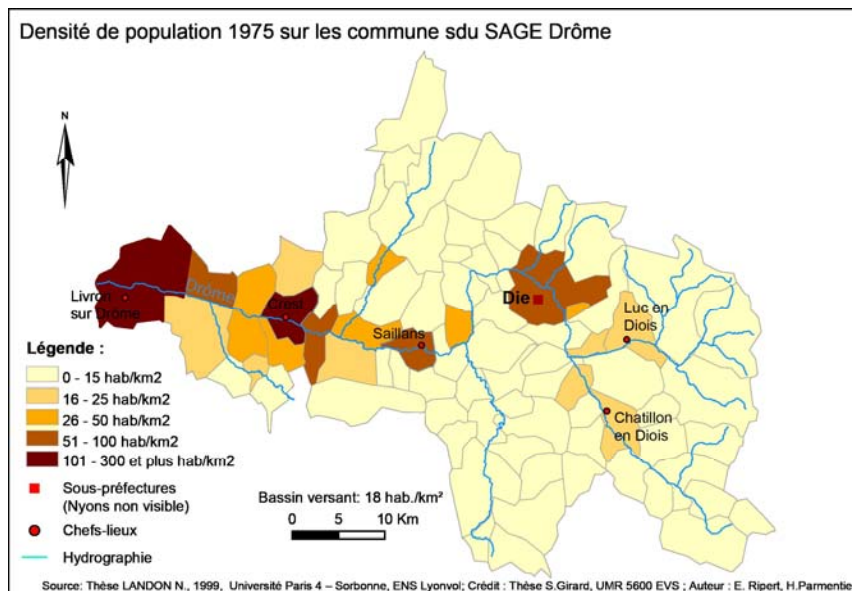 Densité de population 1975 sur les commune sdu SAGE Drôme
N
Drôme
Livron
sur Drôme
Crest
Saillans
Die
Luc en
Diois
Chatillon
en Diois
Légende :
0 - 15 hab/km2
16 - 25 hab/km2
26 - 50 hab/km2
51 - 100 hab/km2
101 - 300 et plus hab/km2
Sous-préfectures
(Nyons non visible)
Chefs-lieux
Hydrographie
Bassin versant: 18 hab./km²
0 5 10 Km
Source: Thèse LANDON N., 1999, Université Paris 4 – Sorbonne, ENS Lyonvol; Crédit : Thèse S.Girard, UMR 5600 EVS ; Auteur : E. Ripert, H.Parmentie